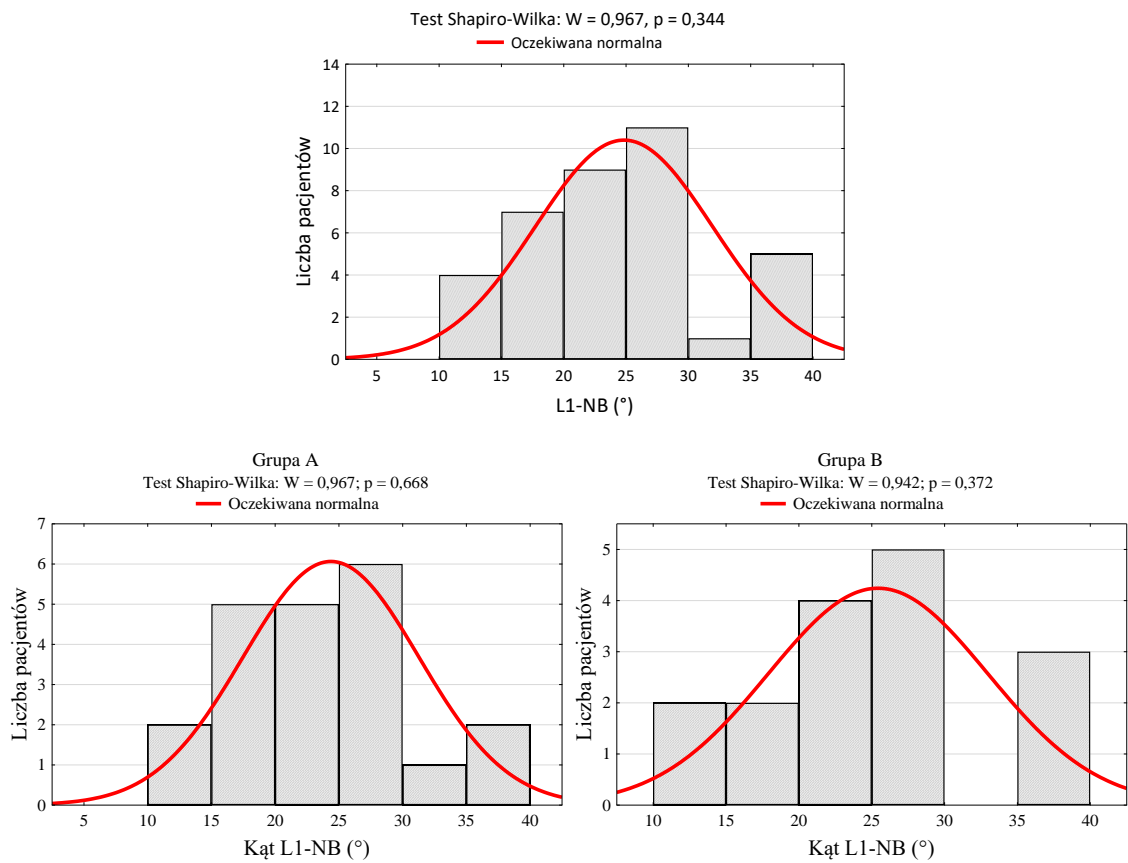 Test Shapiro-Wilka: W = 0,967, p = 0,344
Oczekiwana normalna
14
12
10
8
6
4
2
0
Liczba pacjentów
5 10 15 20 25 30 35 40
L1-NB (°)
Grupa A
Test Shapiro-Wilka: W = 0,967; p = 0,668
Oczekiwana normalna
7
6
5
4
3
2
1
0
Liczba pacjentów
5 10 15 20 25 30 35 40
Kąt L1-NB (°)
Grupa B
Test Shapiro-Wilka: W = 0,942; p = 0,372
Oczekiwana normalna
5
4
3
2
1
0
Liczba pacjentów
10 15 20 25 30 35 40
Kąt L1-NB (°)